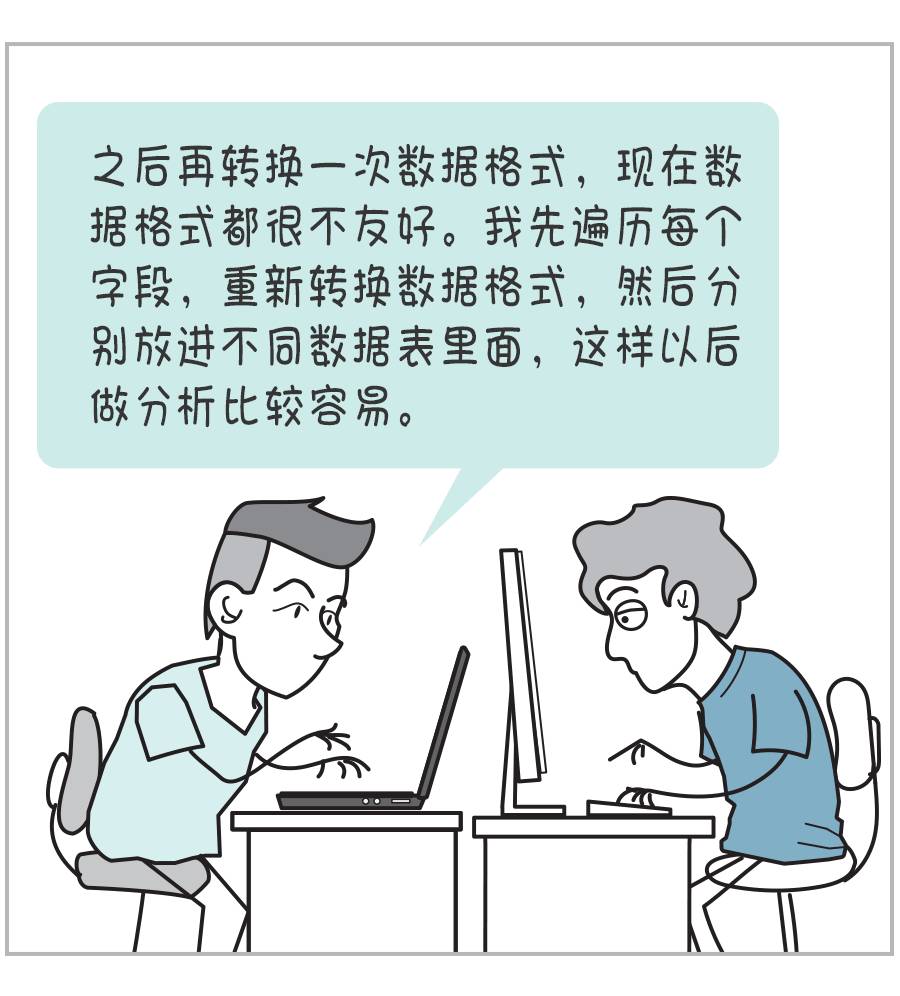 之后再转换一次数据格式，现在数
据格式都很不友好。我先遍历每个
字段，重新转换数据格式，然后分
别放进不同数据表里面，这样以后
做分析比较容易。